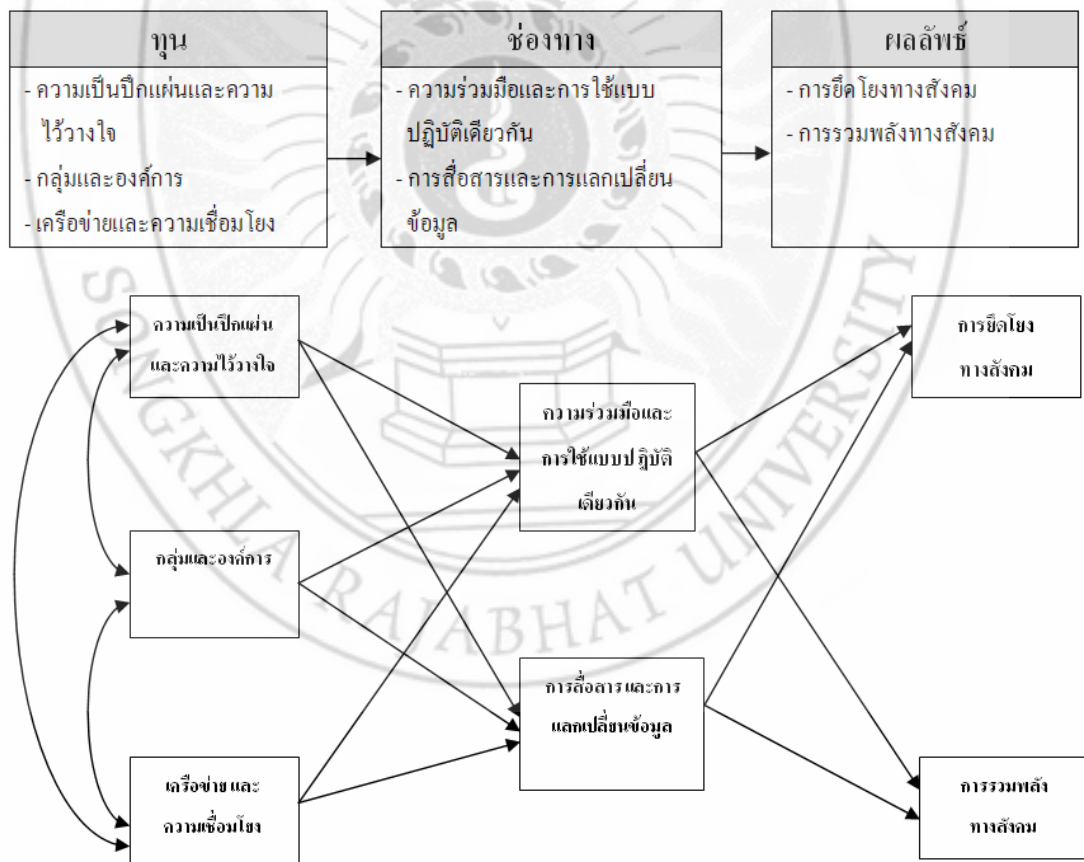 ทุน
- ความเป็นปึกแผ่นและความ
ไว้วางใจ
- กลุ่มและองค์การ
- เครือข่ายและความเชื่อมโยง
ช่องทาง
- ความร่วมมือและการใช้แบบ
ปฏิบัติเดียวกัน
- การสื่อสารและการแลกเปลี่ยน
ข้อมูล
ผลลัพธ์
- การยึดโยงทางสังคม
- การรวมพลังทางสังคม
ความเป็นปึกแผ่น
และความไว้วางใจ
กลุ่มและองค์การ
เครือข่าย และ
ความเชื่อมโยง
ความร่วมมือและ
การใช้แบบปฏิบัติ
เดียวกัน
การสื่อสาร และการ
แลกเปลี่ยนข้อมูล
การยึดโยง
ทางสังคม
การรวมพลัง
ทางสังคม
SONGKHLA RAJABHAT UNIVERSITY